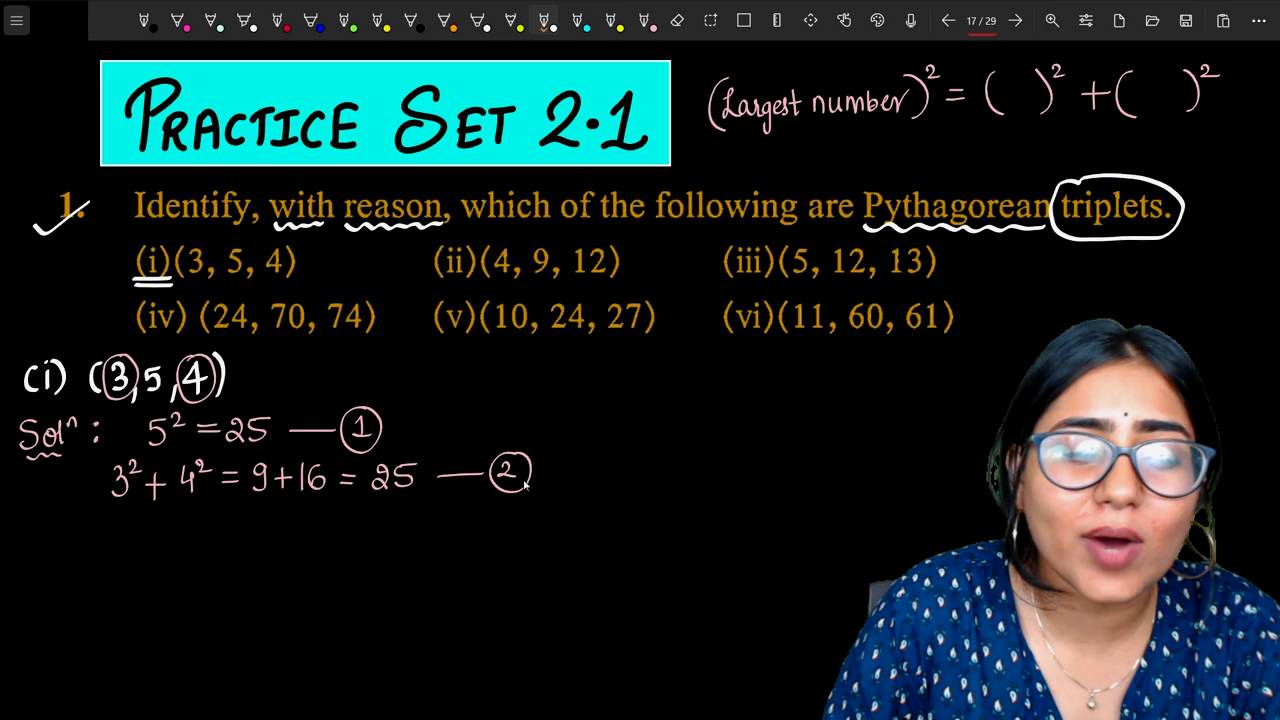 17 / 29
PRACTICE SET 2.1
(Largest number)² = ( )² + ( )²
1. Identify, with reason, which of the following are Pythagorean triplets.
(i)(3, 5, 4) (ii)(4, 9, 12) (iii)(5, 12, 13)
(iv) (24, 70, 74) (v)(10, 24, 27) (vi)(11, 60, 61)
(i) (3, 5, 4)
Solⁿ : 5² = 25 — 1
3² + 4² = 9 + 16 = 25 — 2